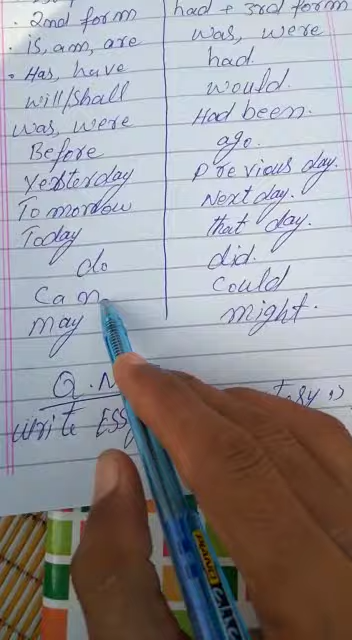 2nd form had + 3rd form
is, am, are was, were
Has, have had.
will/shall would.
was, were Had been.
Before ago.
Yesterday Previous day.
Tomorrow Next day.
Today that day.
do did.
Can Could
may might.
Write